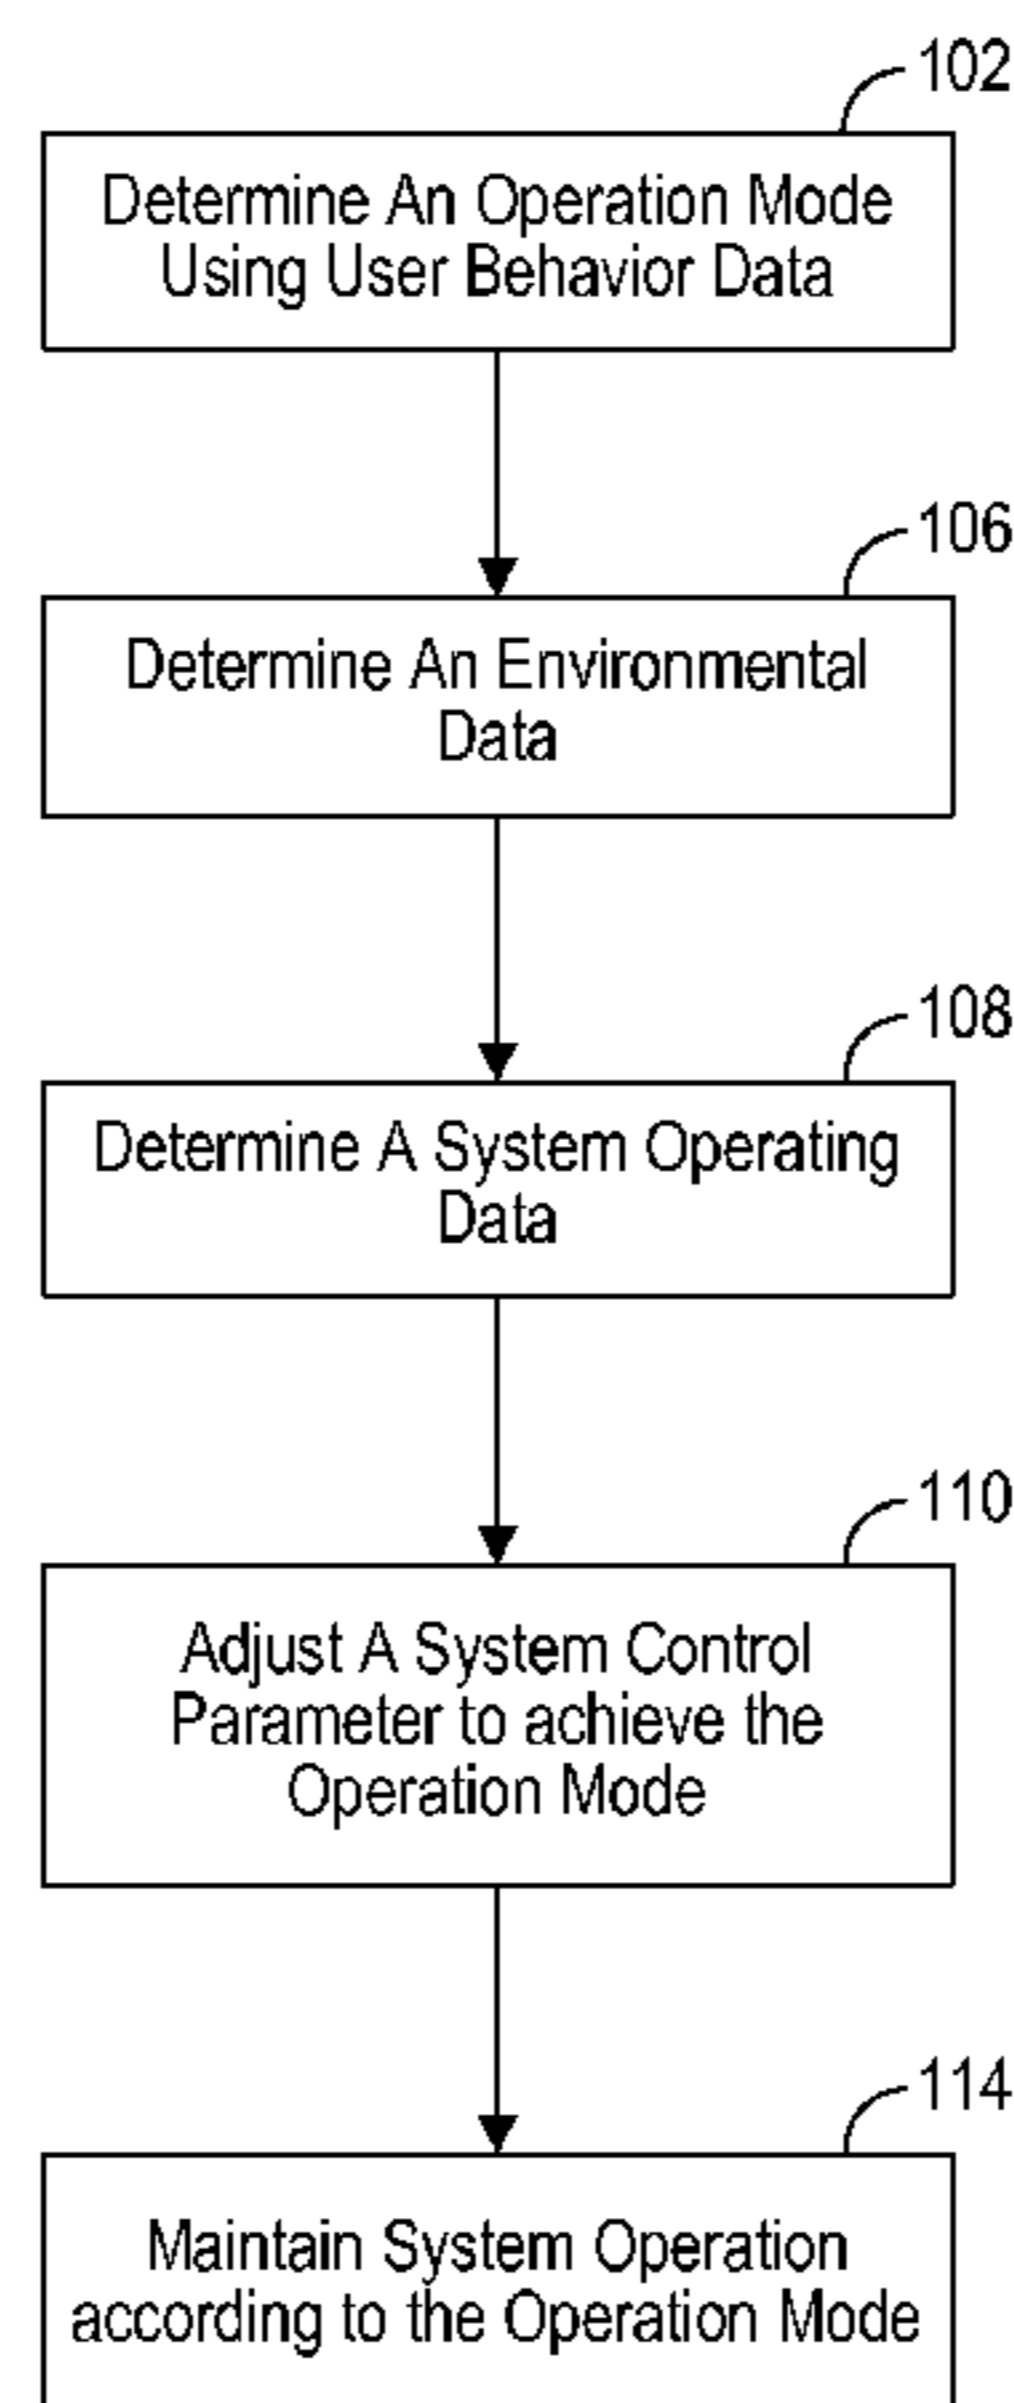 102
Determine An Operation Mode
Using User Behavior Data
106
Determine An Environmental
Data
108
Determine A System Operating
Data
110
Adjust A System Control
Parameter to achieve the
Operation Mode
114
Maintain System Operation
according to the Operation Mode